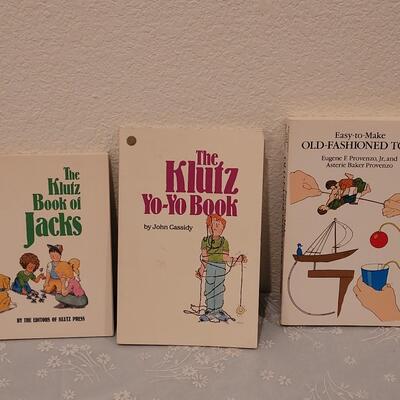 The
Klutz
Book of
Jacks
BY THE EDITORS OF KLUTZ PRESS
The
Klutz
Yo-Yo Book
by John Cassidy
Easy-to-Make
OLD-FASHIONED
Eugene F. Provenzo, Jr. and
Asterie Baker Provenzo